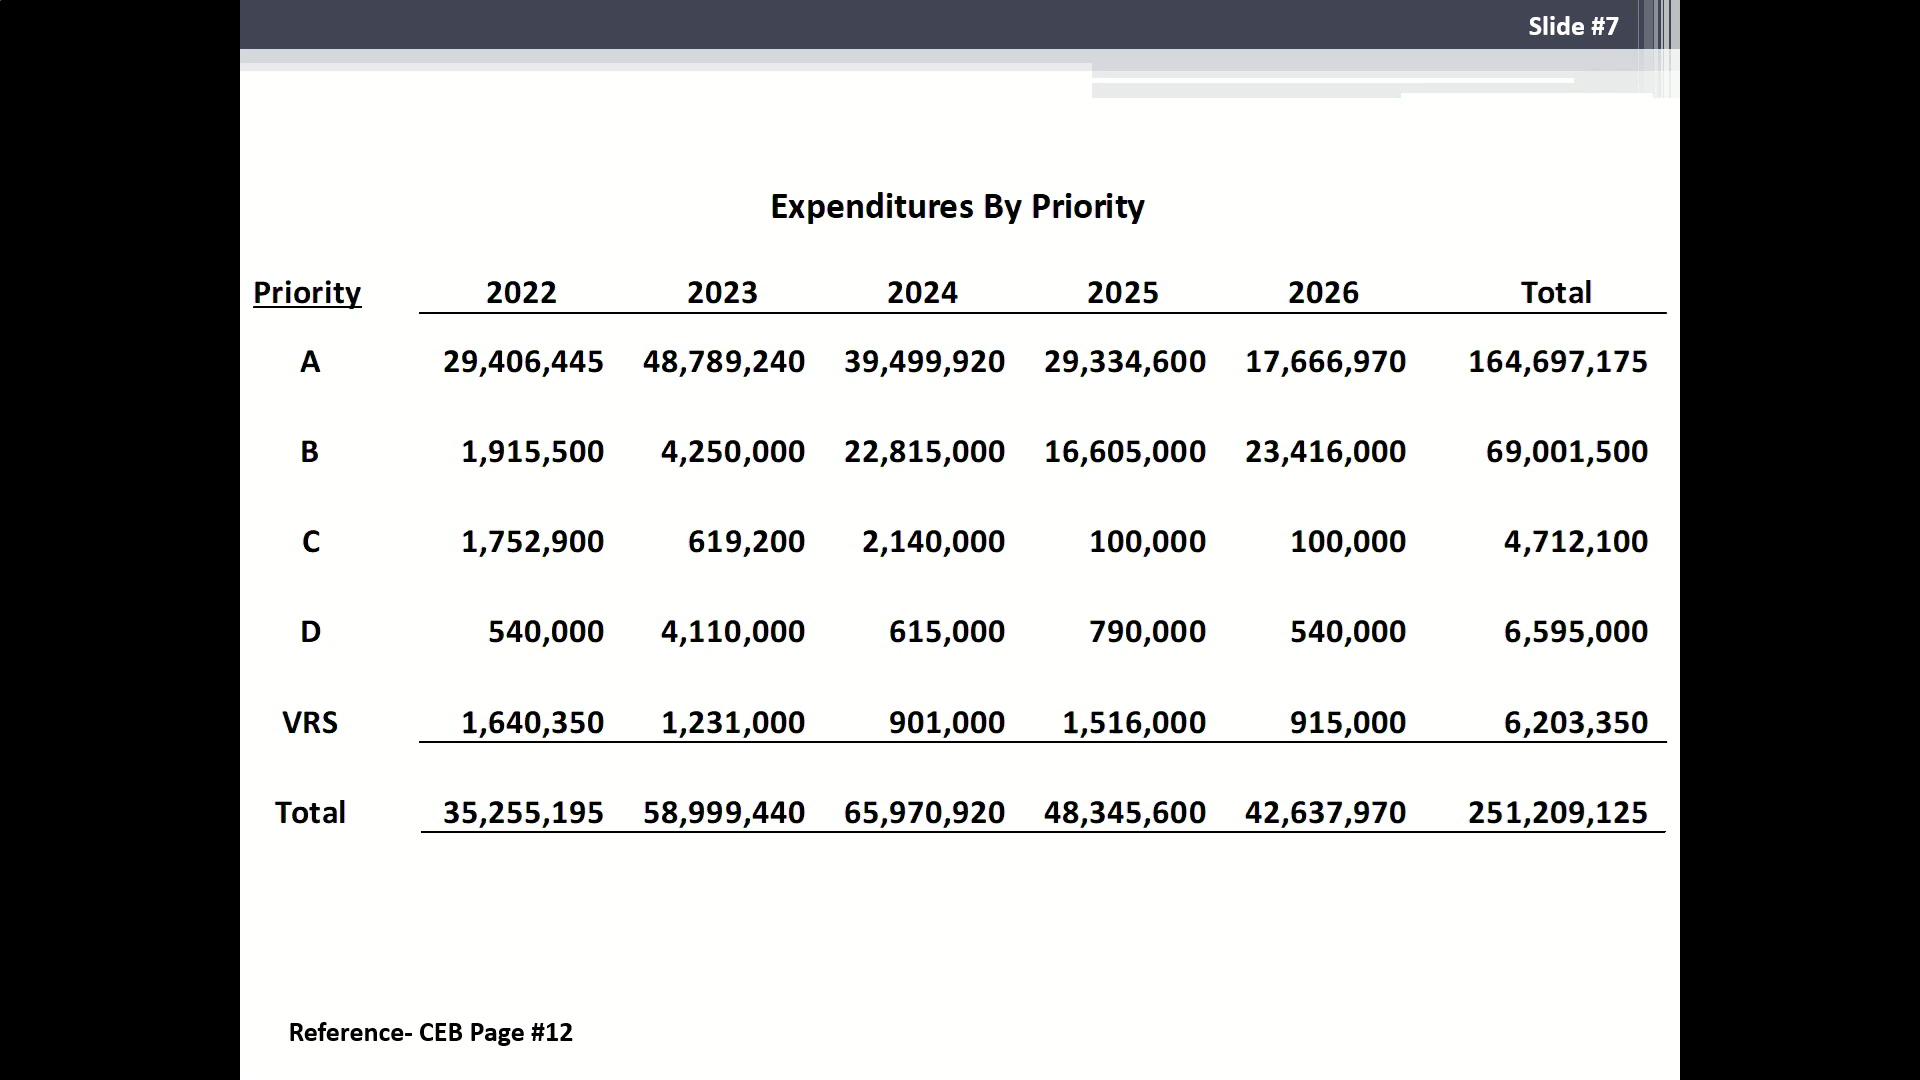 Slide #7
Expenditures By Priority
Priority 2022 2023 2024 2025 2026 Total
A 29,406,445 48,789,240 39,499,920 29,334,600 17,666,970 164,697,175
B 1,915,500 4,250,000 22,815,000 16,605,000 23,416,000 69,001,500
C 1,752,900 619,200 2,140,000 100,000 100,000 4,712,100
D 540,000 4,110,000 615,000 790,000 540,000 6,595,000
VRS 1,640,350 1,231,000 901,000 1,516,000 915,000 6,203,350
Total 35,255,195 58,999,440 65,970,920 48,345,600 42,637,970 251,209,125
Reference- CEB Page #12